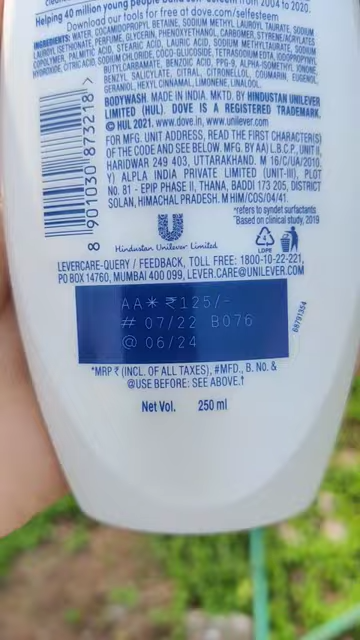 Helping 40 million young people build self-esteem from 2004 to 2020.
Download our tools for free at dove.com/selfesteem
INGREDIENTS: WATER, COCAMIDOPROPYL BETAINE, SODIUM METHYL LAUROYL TAURATE, SODIUM
LAUROYL ISETHIONATE, PERFUME, GLYCERIN, PHENOXYETHANOL, CARBOMER, STYRENE/ACRYLATES
COPOLYMER, PALMITIC ACID, STEARIC ACID, LAURIC ACID, SODIUM METHYLTAURATE, SODIUM
HYDROXIDE, CITRIC ACID, SODIUM CHLORIDE, COCO-GLUCOSIDE, TETRASODIUM EDTA, IODOPROPYNYL
BUTYLCARBAMATE, BENZOIC ACID, PPG-9, ALPHA-ISOMETHYL IONONE,
BENZYL SALICYLATE, CITRAL, CITRONELLOL, COUMARIN, EUGENOL,
GERANIOL, HEXYL CINNAMAL, LIMONENE, LINALOOL.
BODYWASH. MADE IN INDIA. MKTD. BY HINDUSTAN UNILEVER
LIMITED (HUL). DOVE IS A REGISTERED TRADEMARK.
© HUL 2021. www.dove.in, www.unilever.com
FOR MFG. UNIT ADDRESS, READ THE FIRST CHARACTER(S)
OF THE CODE AND SEE BELOW. MFG. BY AA) L.B.C.P., UNIT II,
HARIDWAR 249 403, UTTARAKHAND. M 16/C/UA/2010.
Y) ALPLA INDIA PRIVATE LIMITED (UNIT-III), PLOT
NO. 81 - EPIP PHASE II, THANA, BADDI 173 205, DISTRICT
SOLAN, HIMACHAL PRADESH. M HIM/COS/04/41.
*refers to syndet surfactants
*Based on clinical study, 2019
8 901030 873218 >
Hindustan Unilever Limited
LDPE
LEVERCARE-QUERY / FEEDBACK, TOLL FREE: 1800-10-22-221,
PO BOX 14760, MUMBAI 400 099, LEVER.CARE@UNILEVER.COM
AA* ₹125/-
# 07/22 B076
@ 06/24
68791354
*MRP ₹ (INCL. OF ALL TAXES), #MFD., B. NO. &
@USE BEFORE: SEE ABOVE.†
Net Vol. 250 ml